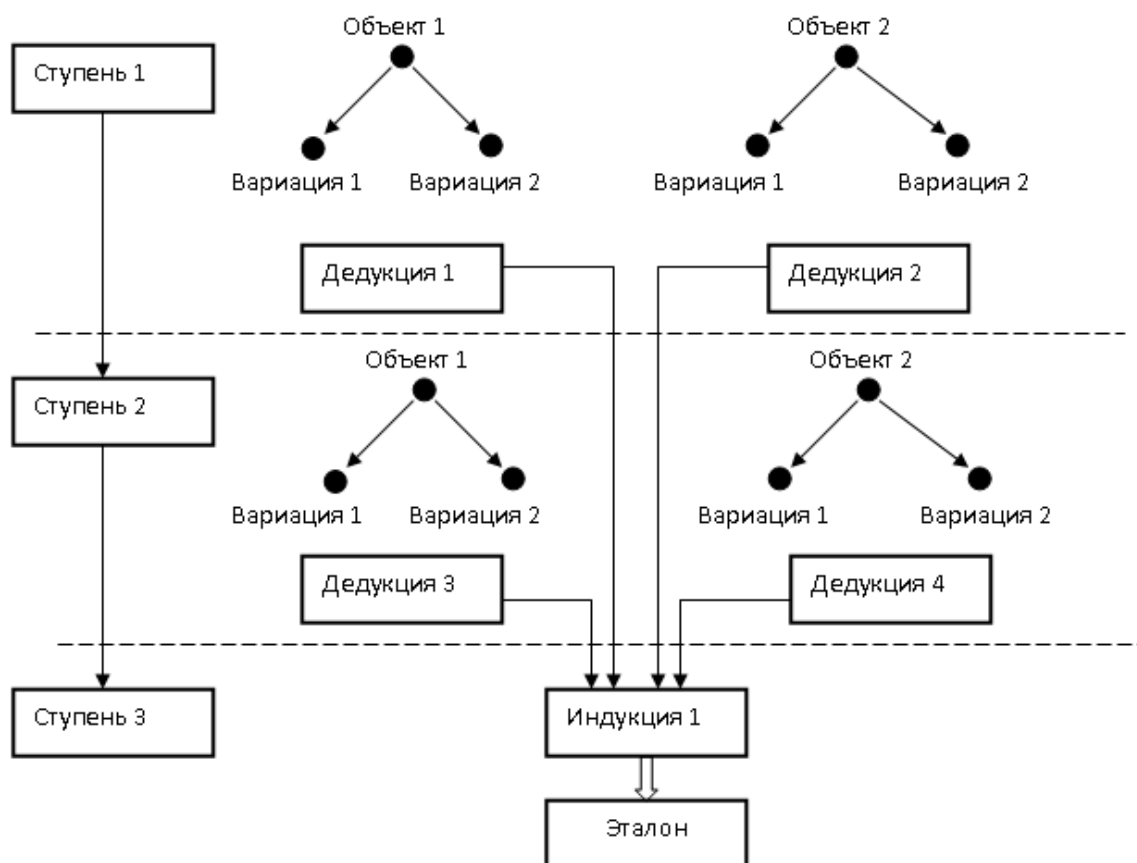 Объект 1
Объект 2
Ступень 1
Вариация 1
Вариация 2
Вариация 1
Вариация 2
Дедукция 1
Дедукция 2
Объект 1
Объект 2
Ступень 2
Вариация 1
Вариация 2
Вариация 1
Вариация 2
Дедукция 3
Дедукция 4
Ступень 3
Индукция 1
Эталон